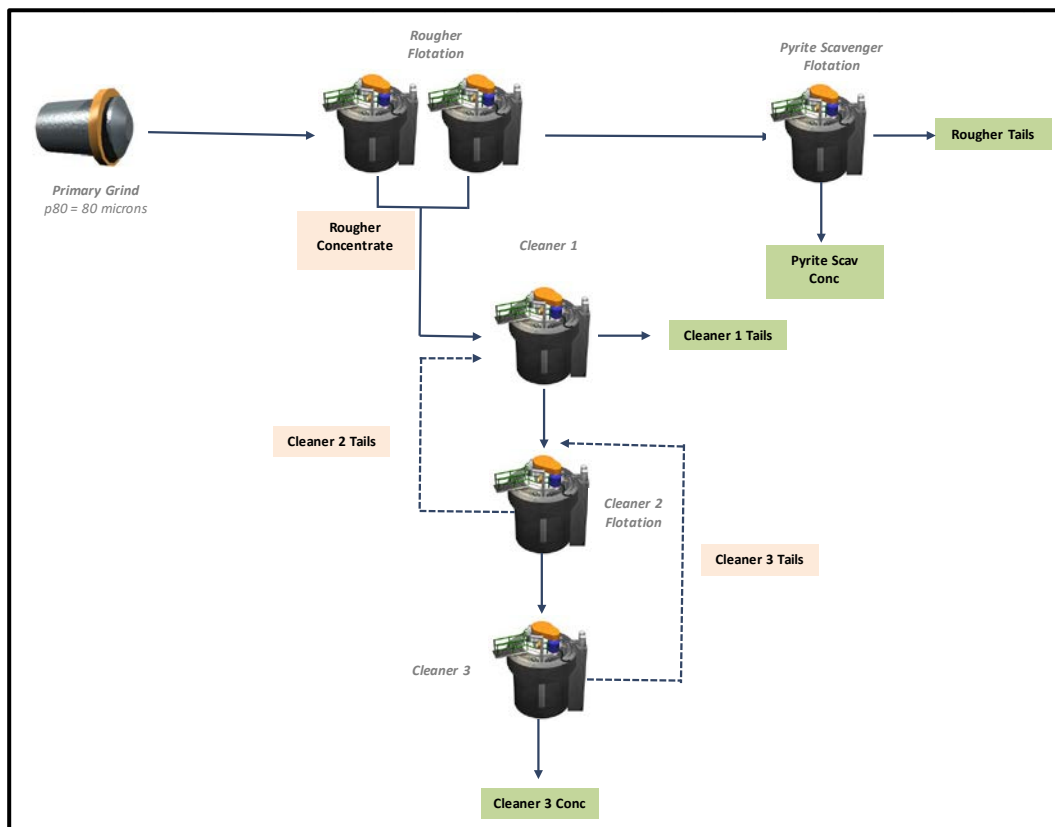 Rougher
Flotation
Pyrite Scavenger
Flotation
Rougher Tails
Primary Grind
p80 = 80 microns
Rougher
Concentrate
Cleaner 1
Pyrite Scav
Conc
Cleaner 1 Tails
Cleaner 2 Tails
Cleaner 2
Flotation
Cleaner 3 Tails
Cleaner 3
Cleaner 3 Conc